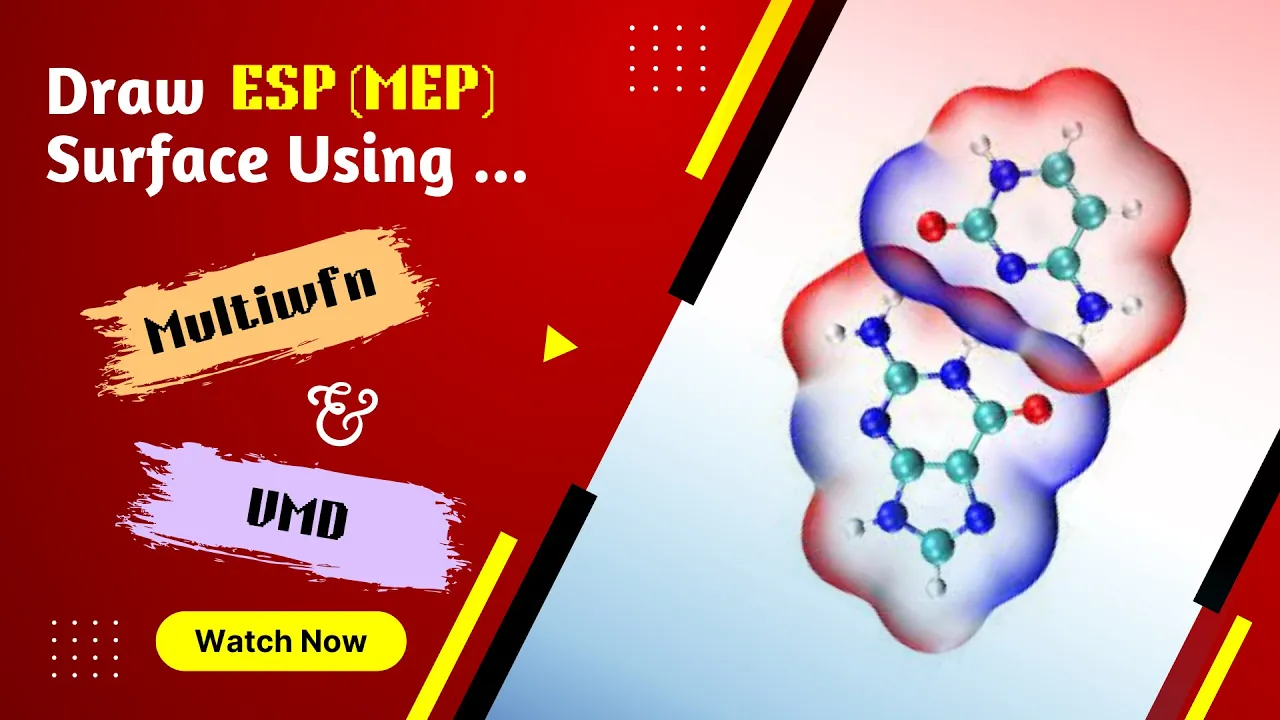 Draw ESP (MEP)
Surface Using ...
Multiwfn
&
VMD
Watch Now